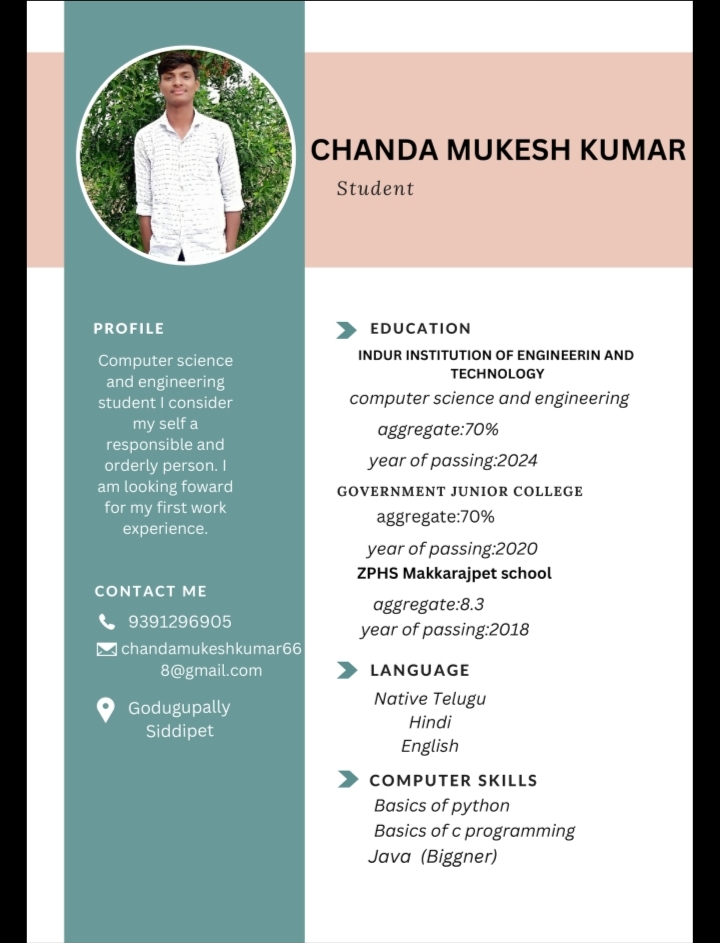 CHANDA MUKESH KUMAR
Student
PROFILE
Computer science
and engineering
student I consider
my self a
responsible and
orderly person. I
am looking foward
for my first work
experience.
CONTACT ME
9391296905
chandamukeshkumar66
8@gmail.com
Godugupally
Siddipet
EDUCATION
INDUR INSTITUTION OF ENGINEERIN AND
TECHNOLOGY
computer science and engineering
aggregate:70%
year of passing:2024
GOVERNMENT JUNIOR COLLEGE
aggregate:70%
year of passing:2020
ZPHS Makkarajpet school
aggregate:8.3
year of passing:2018
LANGUAGE
Native Telugu
Hindi
English
COMPUTER SKILLS
Basics of python
Basics of c programming
Java (Biggner)